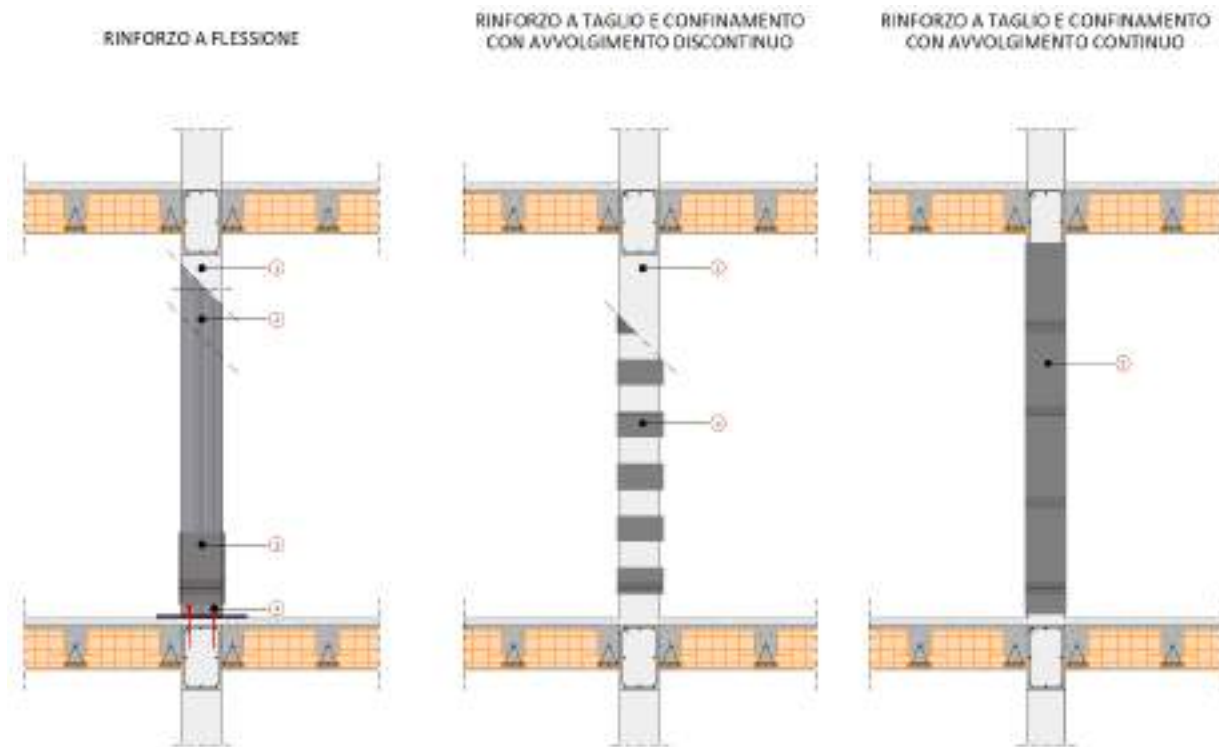 RINFORZO A FLESSIONE
RINFORZO A TAGLIO E CONFINAMENTO
CON AVVOLGIMENTO DISCONTINUO
RINFORZO A TAGLIO E CONFINAMENTO
CON AVVOLGIMENTO CONTINUO